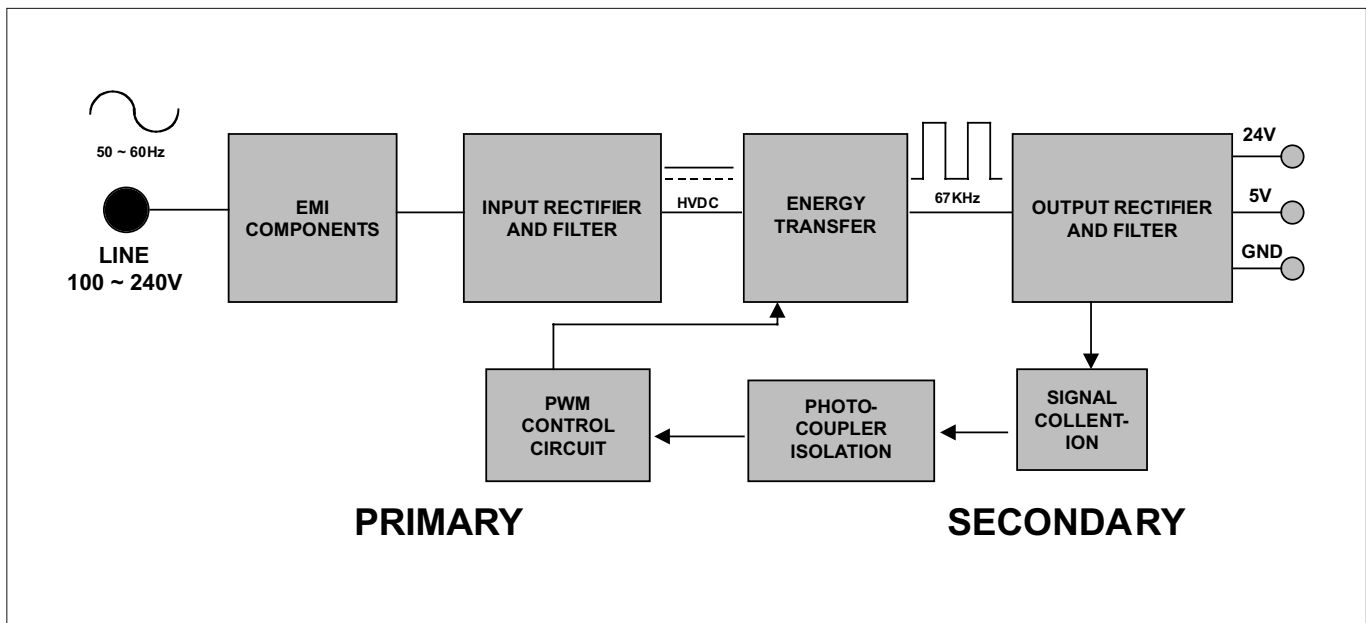 50 ~ 60Hz
LINE
100 ~ 240V
EMI
COMPONENTS
INPUT RECTIFIER
AND FILTER
HVDC
ENERGY
TRANSFER
67KHz
OUTPUT RECTIFIER
AND FILTER
24V
5V
GND
PWM
CONTROL
CIRCUIT
PHOTO-
COUPLER
ISOLATION
SIGNAL
COLLENT-
ION
PRIMARY
SECONDARY